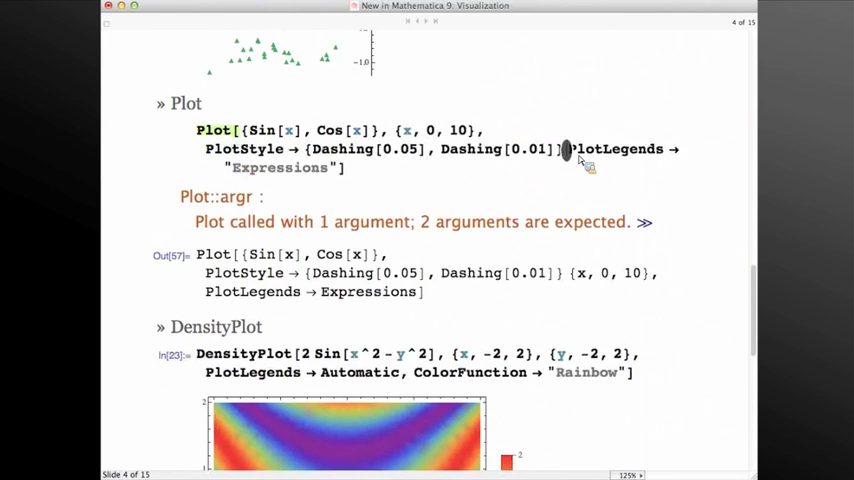 New in Mathematica 9. Visualization
4 of 15
-1.0
» Plot
Plot[{Sin[x], Cos[x]}, {x, 0, 10},
PlotStyle → {Dashing[0.05], Dashing[0.01]} PlotLegends →
"Expressions"]
Plot::argr :
Plot called with 1 argument; 2 arguments are expected. ≫
Out[57]= Plot[{Sin[x], Cos[x]},
PlotStyle → {Dashing[0.05], Dashing[0.01]} {x, 0, 10},
PlotLegends → Expressions]
» DensityPlot
In[23]:= DensityPlot[2 Sin[x^2 - y^2], {x, -2, 2}, {y, -2, 2},
PlotLegends → Automatic, ColorFunction → "Rainbow"]
2
2
1
Slide 4 of 15
125%